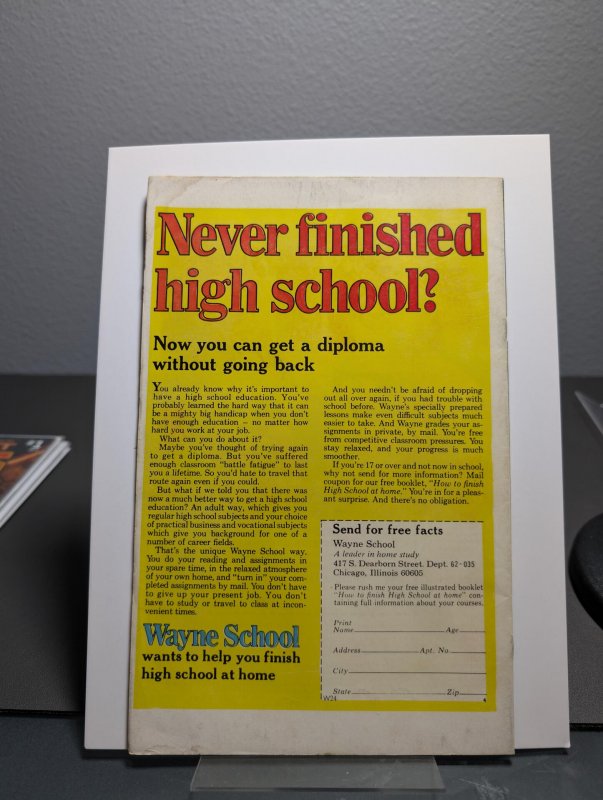 Never finished
high school?
Now you can get a diploma
without going back
You already know why it's important to
have a high school education. You've
probably learned the hard way that it can
be a mighty big handicap when you don't
have enough education – no matter how
hard you work at your job.
What can you do about it?
Maybe you've thought of trying again
to get a diploma. But you've suffered
enough classroom "battle fatigue" to last
you a lifetime. So you'd hate to travel that
route again even if you could.
But what if we told you that there was
now a much better way to get a high school
education? An adult way, which gives you
regular high school subjects and your choice
of practical business and vocational subjects
which give you background for one of a
number of career fields.
That's the unique Wayne School way.
You do your reading and assignments in
your spare time, in the relaxed atmosphere
of your own home, and "turn in" your com-
pleted assignments by mail. You don't have
to give up your present job. You don't
have to study or travel to class at incon-
venient times.
Wayne School
wants to help you finish
high school at home
And you needn't be afraid of dropping
out all over again, if you had trouble with
school before. Wayne's specially prepared
lessons make even difficult subjects much
easier to take. And Wayne grades your as-
signments in private, by mail. You're free
from competitive classroom pressures. You
stay relaxed, and your progress is much
smoother.
If you're 17 or over and not now in school,
why not send for more information? Mail
coupon for our free booklet, "How to finish
High School at home." You're in for a pleas-
ant surprise. And there's no obligation.
Send for free facts
Wayne School
A leader in home study
417 S. Dearborn Street. Dept. 62-035
Chicago, Illinois 60605
Please rush me your free illustrated booklet
"How to finish High School at home" con-
taining full information about your courses.
Print
Name Age
Address Apt. No
City
State Zip
W24 4